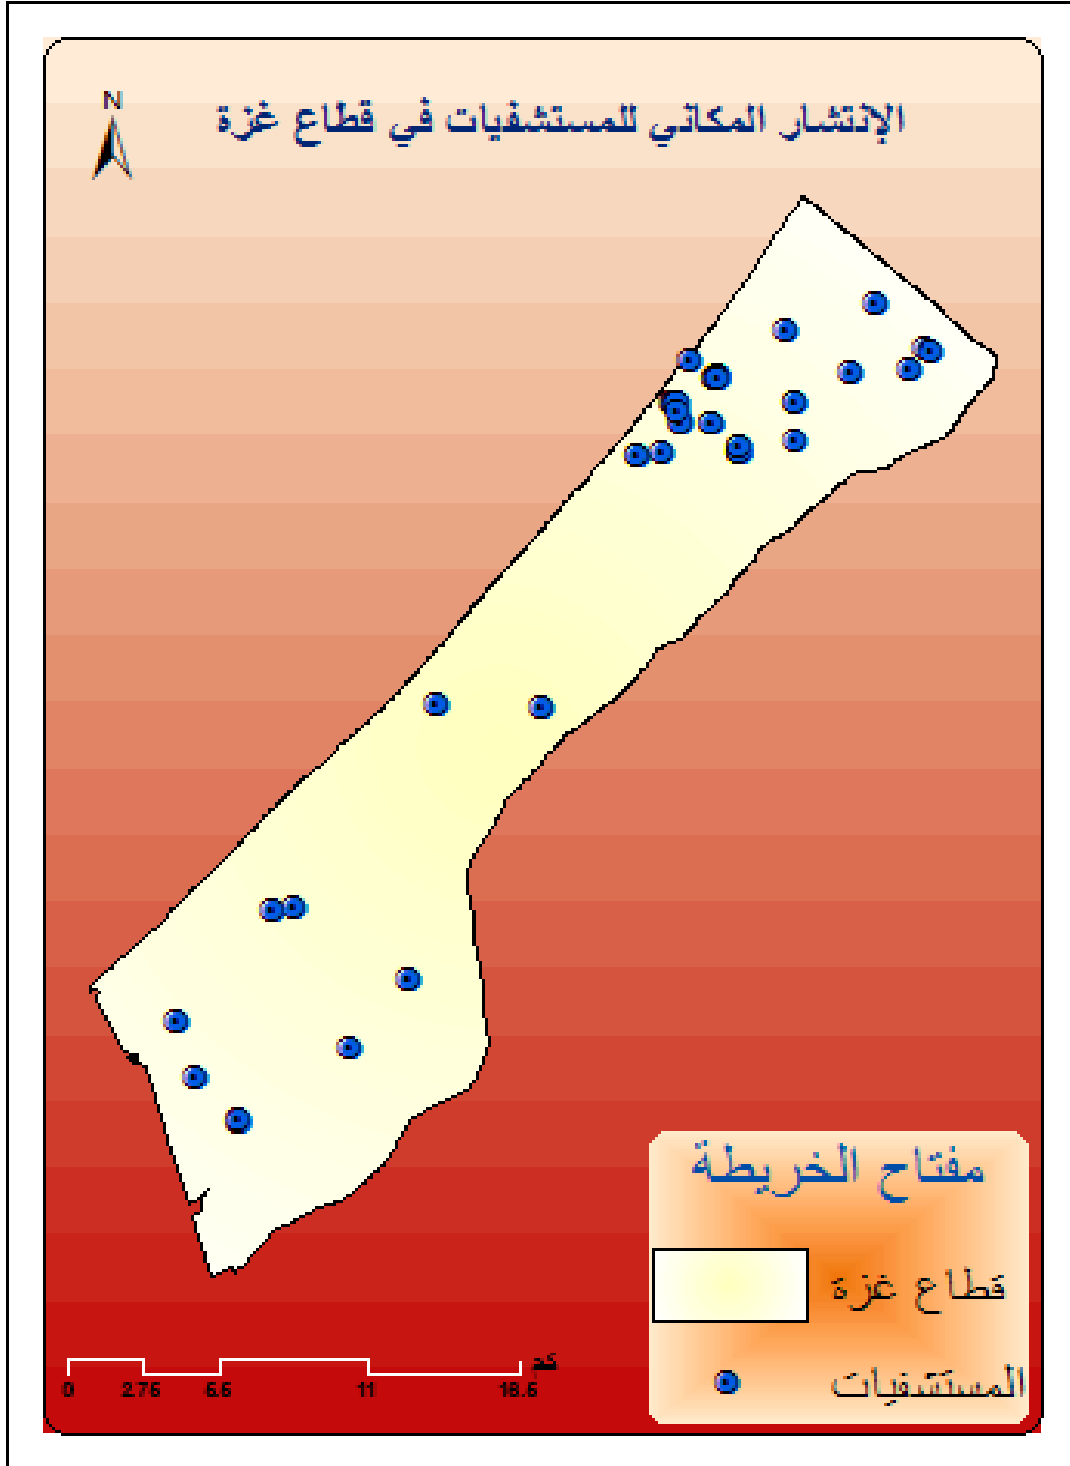 N
الإنتشار المكاني للمستشفيات في قطاع غزة
مفتاح الخريطة
قطاع غزة
المستشفيات
كم
0 2.75 5.5 11 16.5